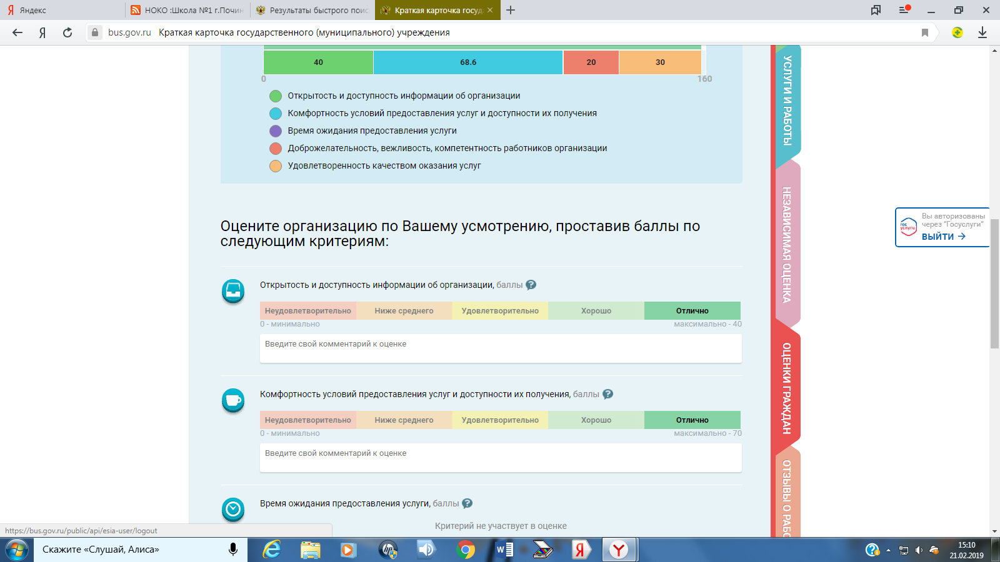 Яндекс
НОКО :Школа №1 г.Почин
Результаты быстрого поис
Краткая карточка госуд
bus.gov.ru Краткая карточка государственного (муниципального) учреждения
40 68.6 20 30
0 160
Открытость и доступность информации об организации
Комфортность условий предоставления услуг и доступности их получения
Время ожидания предоставления услуги
Доброжелательность, вежливость, компетентность работников организации
Удовлетворенность качеством оказания услуг
УСЛУГИ И РАБОТЫ
НЕЗАВИСИМАЯ ОЦЕНКА
ОЦЕНКИ ГРАЖДАН
ОТЗЫВЫ О РАБО
Вы авторизованы
через "Госуслуги"
ВЫЙТИ
гос
услуги
Оцените организацию по Вашему усмотрению, проставив баллы по
следующим критериям:
Открытость и доступность информации об организации, баллы ?
Неудовлетворительно Ниже среднего Удовлетворительно Хорошо Отлично
0 - минимально максимально - 40
Введите свой комментарий к оценке
Комфортность условий предоставления услуг и доступности их получения, баллы ?
Неудовлетворительно Ниже среднего Удовлетворительно Хорошо Отлично
0 - минимально максимально - 70
Введите свой комментарий к оценке
Время ожидания предоставления услуги, баллы ?
Критерий не участвует в оценке
https://bus.gov.ru/public/api/esia-user/logout
Скажите «Слушай, Алиса»
15:10
21.02.2019